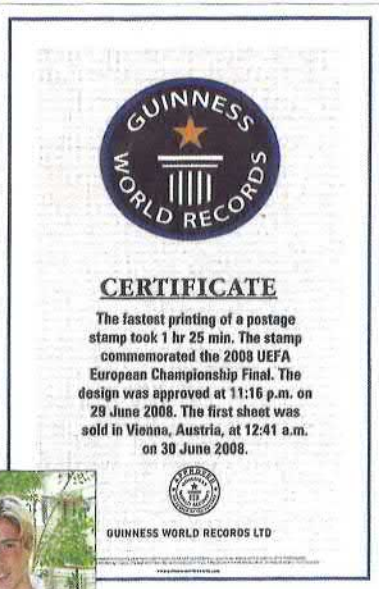 GUINNESS
WORLD RECORDS
CERTIFICATE
The fastest printing of a postage
stamp took 1 hr 25 min. The stamp
commemorated the 2008 UEFA
European Championship Final. The
design was approved at 11:16 p.m. on
29 June 2008. The first sheet was
sold in Vienna, Austria, at 12:41 a.m.
on 30 June 2008.
APPROVED
GUINNESS WORLD RECORDS LTD